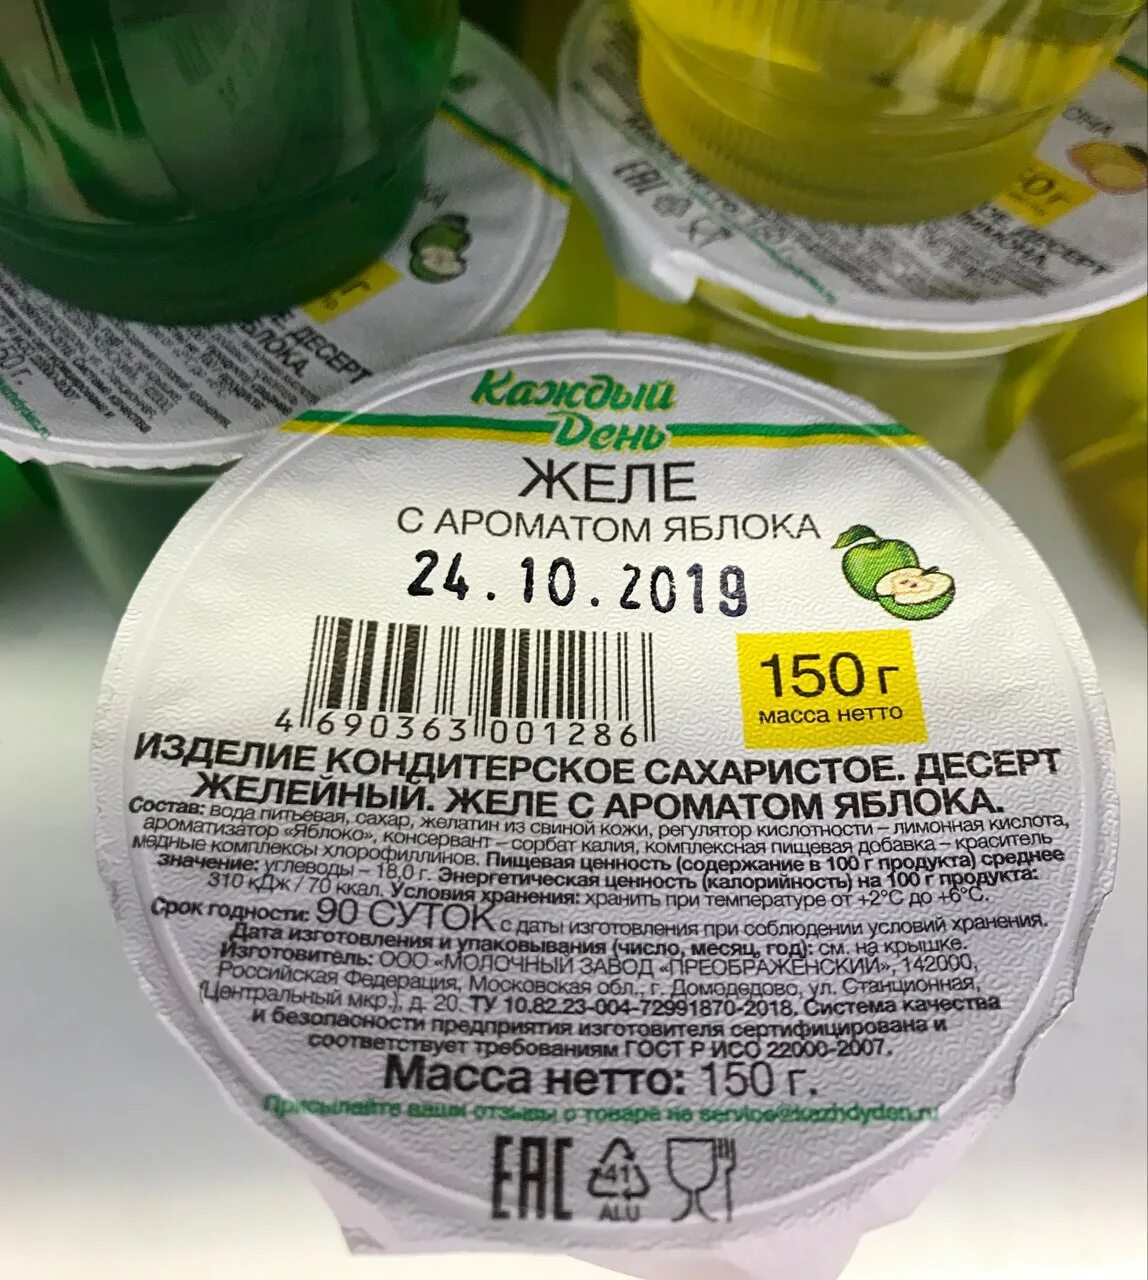 Каждый
День
ЖЕЛЕ
С АРОМАТОМ ЯБЛОКА
24.10.2019
150 г
масса нетто
4 690363 001286
ИЗДЕЛИЕ КОНДИТЕРСКОЕ САХАРИСТОЕ. ДЕСЕРТ
ЖЕЛЕЙНЫЙ. ЖЕЛЕ С АРОМАТОМ ЯБЛОКА.
Состав: вода питьевая, сахар, желатин из свиной кожи, регулятор кислотности – лимонная кислота,
ароматизатор «Яблоко», консервант – сорбат калия, комплексная пищевая добавка – краситель
медные комплексы хлорофиллинов. Пищевая ценность (содержание в 100 г продукта) среднее
значение: углеводы – 18,0 г. Энергетическая ценность (калорийность) на 100 г продукта:
310 кДж / 70 ккал. Условия хранения: хранить при температуре от +2°С до +6°С.
Срок годности: 90 СУТОК с даты изготовления при соблюдении условий хранения.
Дата изготовления и упаковывания (число, месяц, год): см. на крышке.
Изготовитель: ООО «МОЛОЧНЫЙ ЗАВОД «ПРЕОБРАЖЕНСКИЙ», 142000,
Российская Федерация, Московская обл., г. Домодедово, ул. Станционная,
(Центральный мкр.), д. 20. ТУ 10.82.23-004-72991870-2018. Система качества
и безопасности предприятия изготовителя сертифицирована и
соответствует требованиям ГОСТ Р ИСО 22000-2007.
Масса нетто: 150 г.
Присылайте ваши отзывы о товаре на service@kazhdyden.ru
EAC
41
ALU
ДЕСЕРТ
ЯБЛОКА.
EAC
ДЕСЕРТ